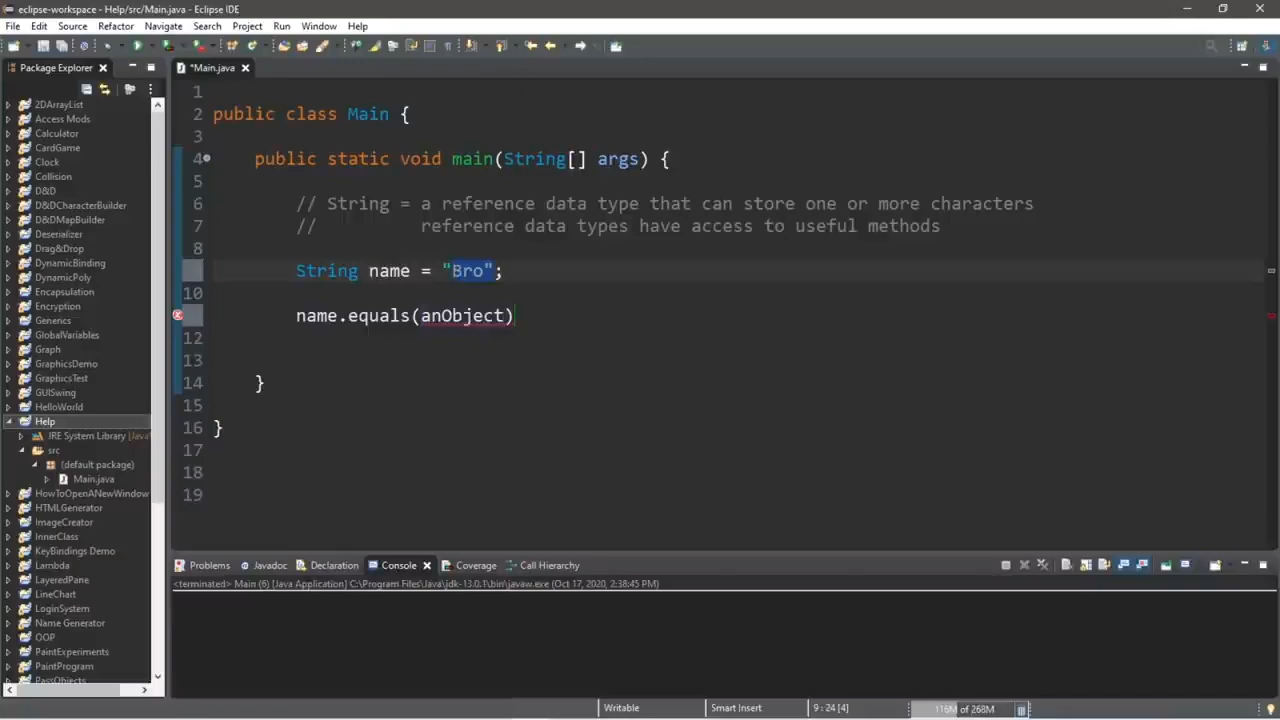 eclipse-workspace - Help/src/Main.java - Eclipse IDE
File Edit Source Refactor Navigate Search Project Run Window Help
Package Explorer
*Main.java
2DArrayList
Access Mods
Calculator
CardGame
Clock
Collision
D&D
D&DCharacterBuilder
D&DMapBuilder
Deserializer
Drag&Drop
DynamicBinding
DynamicPoly
Encapsulation
Encryption
Generics
GlobalVariables
Graph
GraphicsDemo
GraphicsTest
GUISwing
HelloWorld
Help
JRE System Library [Java
src
(default package)
Main.java
HowToOpenANewWindow
HTMLGenerator
ImageCreator
InnerClass
KeyBindings Demo
Lambda
LayeredPane
LineChart
LoginSystem
Name Generator
OOP
PaintExperiments
PaintProgram
PassObjects
1
2 public class Main {
3
4 public static void main(String[] args) {
5
6 // String = a reference data type that can store one or more characters
7 // reference data types have access to useful methods
8
String name = "Bro";
10
name.equals(anObject)
12
13
14 }
15
16 }
17
18
19
Problems Javadoc Declaration Console Coverage Call Hierarchy
<terminated> Main (6) [Java Application] C:\Program Files\Java\jdk-13.0.1\bin\javaw.exe (Oct 17, 2020, 2:38:45 PM)
Writable Smart Insert 9 : 24 [4] 116M of 268M